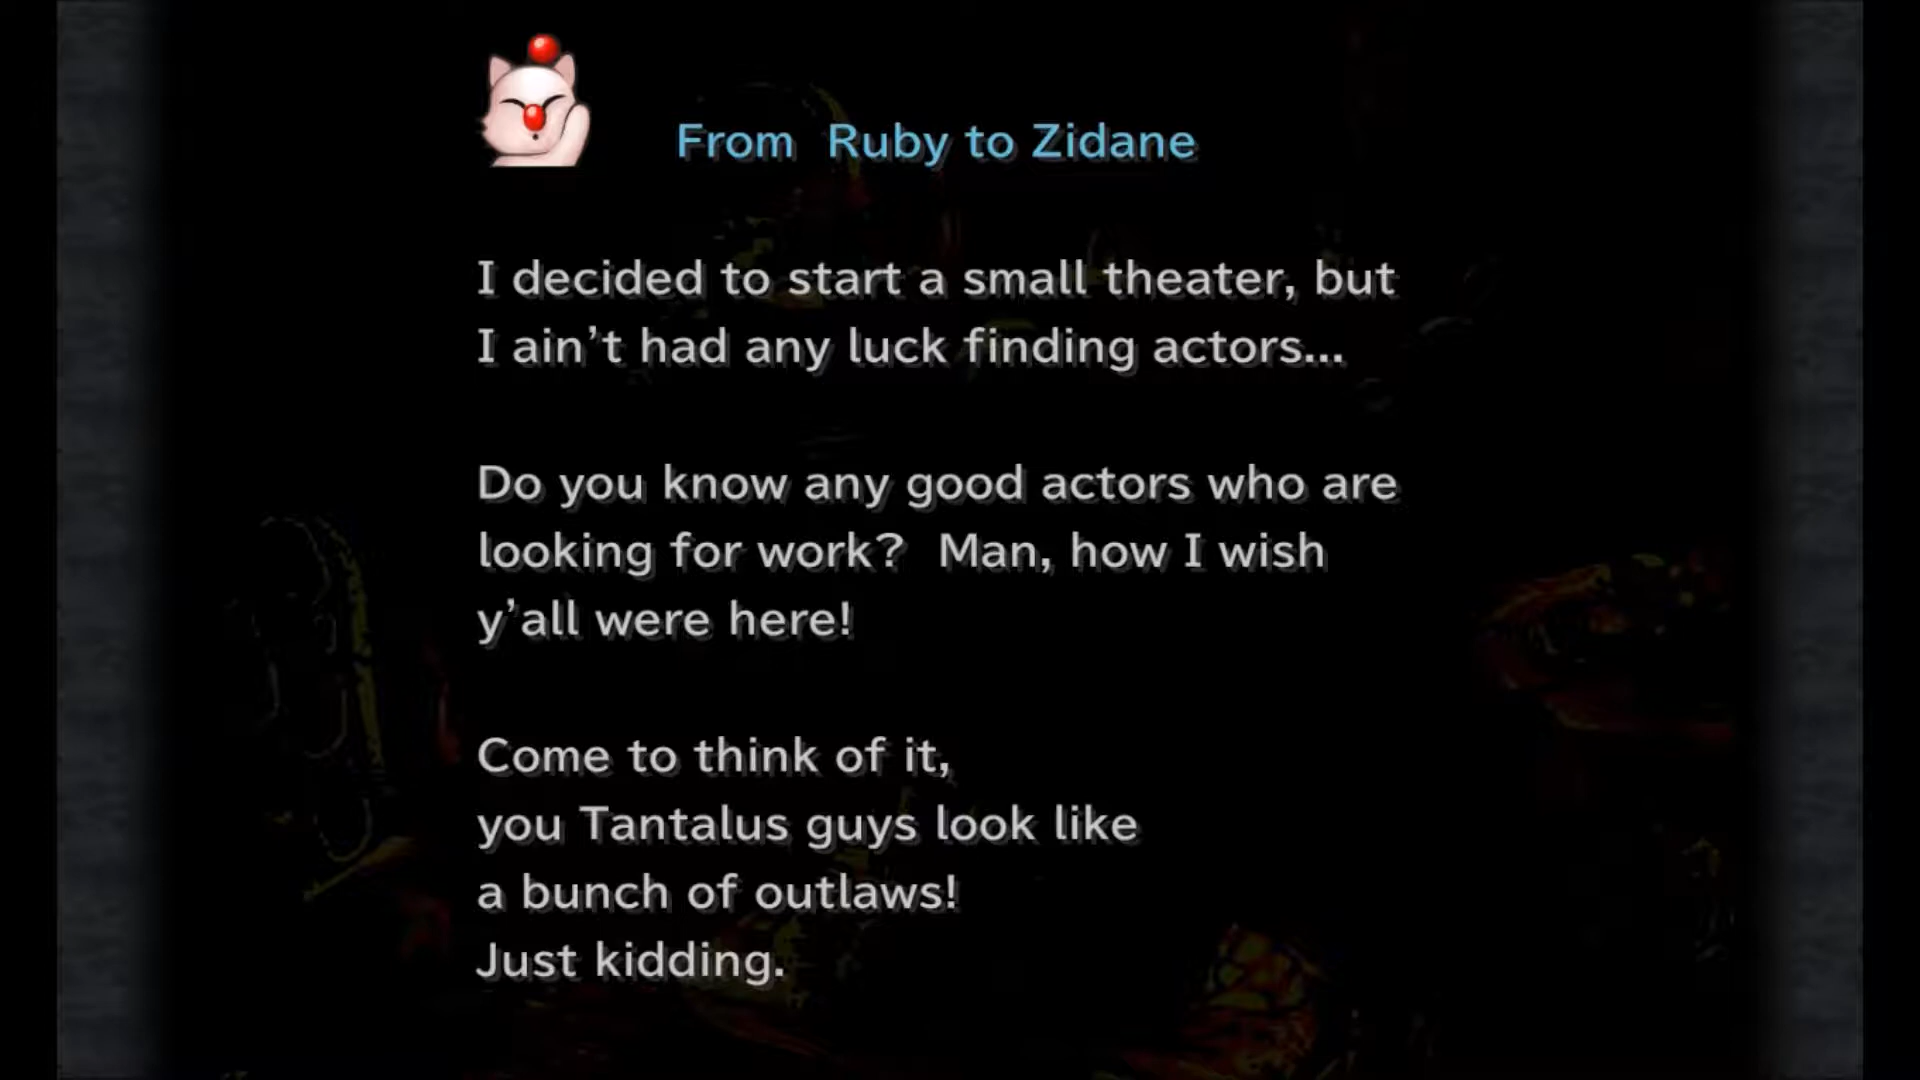 From  Ruby to Zidane
I decided to start a small theater, but
I ain't had any luck finding actors...
Do you know any good actors who are
looking for work?  Man, how I wish
y'all were here!
Come to think of it,
you Tantalus guys look like
a bunch of outlaws!
Just kidding.